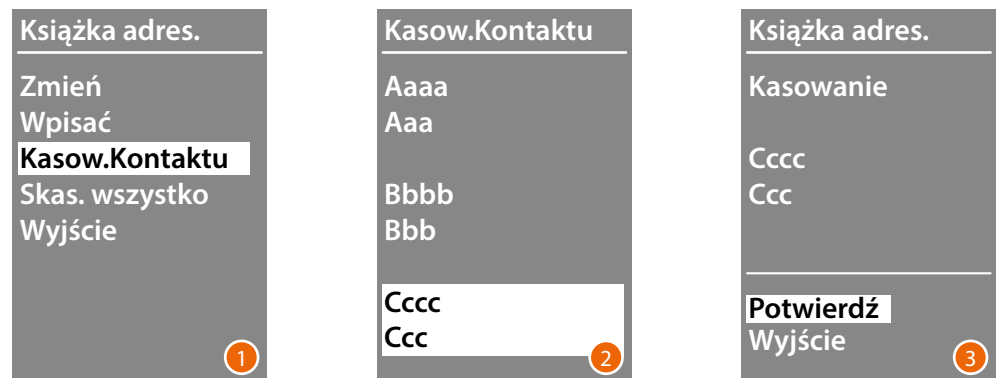 Książka adres.
Zmień
Wpisać
Kasow.Kontaktu
Skas. wszystko
Wyjście
1
Kasow.Kontaktu
Aaaa
Aaa
Bbbb
Bbb
Cccc
Ccc
2
Książka adres.
Kasowanie
Cccc
Ccc
Potwierdź
Wyjście
3